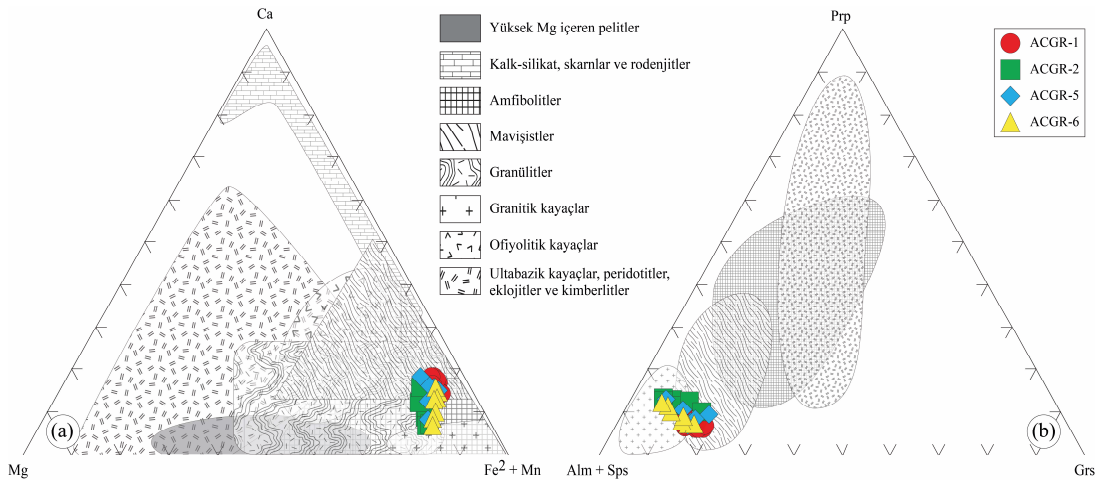 Ca
Mg
Fe2 + Mn
(a)
Yüksek Mg içeren pelitler
Kalk-silikat, skarnlar ve rodenjitler
Amfibolitler
Mavişistler
Granülitler
Granitik kayaçlar
Ofiyolitik kayaçlar
Ultabazik kayaçlar, peridotitler,
eklojitler ve kimberlitler
Prp
Alm + Sps
Grs
(b)
ACGR-1
ACGR-2
ACGR-5
ACGR-6